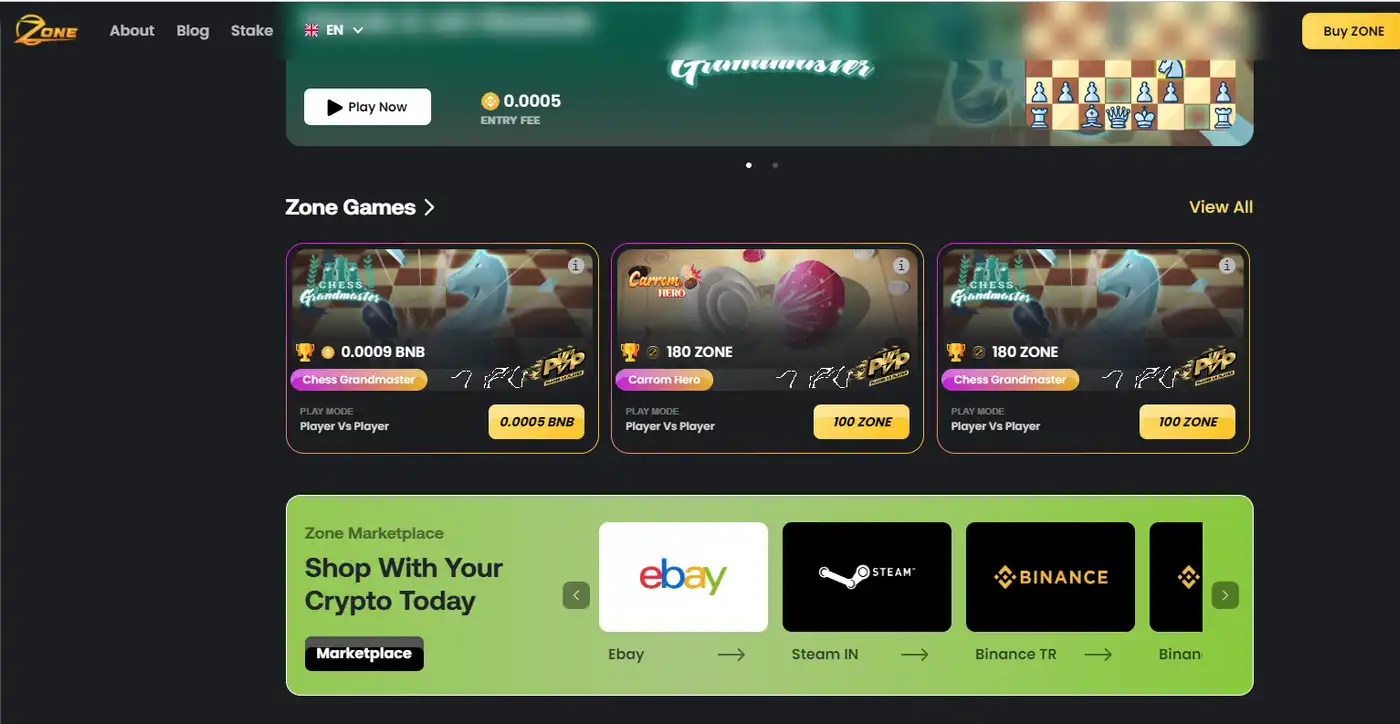 ZONE
About
Blog
Stake
EN
Buy ZONE
Grandmaster
Play Now
0.0005
ENTRY FEE
Zone Games
View All
CHESS
Grandmaster
i
0.0009 BNB
PVP
Chess Grandmaster
PLAY MODE
Player Vs Player
0.0005 BNB
Carrom
HERO
i
180 ZONE
PVP
Carrom Hero
PLAY MODE
Player Vs Player
100 ZONE
CHESS
Grandmaster
i
180 ZONE
PVP
Chess Grandmaster
PLAY MODE
Player Vs Player
100 ZONE
Zone Marketplace
Shop With Your
Crypto Today
Marketplace
ebay
Ebay
STEAM
Steam IN
BINANCE
Binance TR
Binan